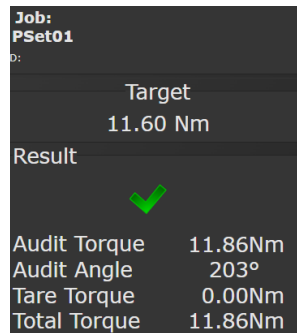 Job:
PSet01
D:
Target
11.60 Nm
Result
Audit Torque 11.86Nm
Audit Angle 203°
Tare Torque 0.00Nm
Total Torque 11.86Nm